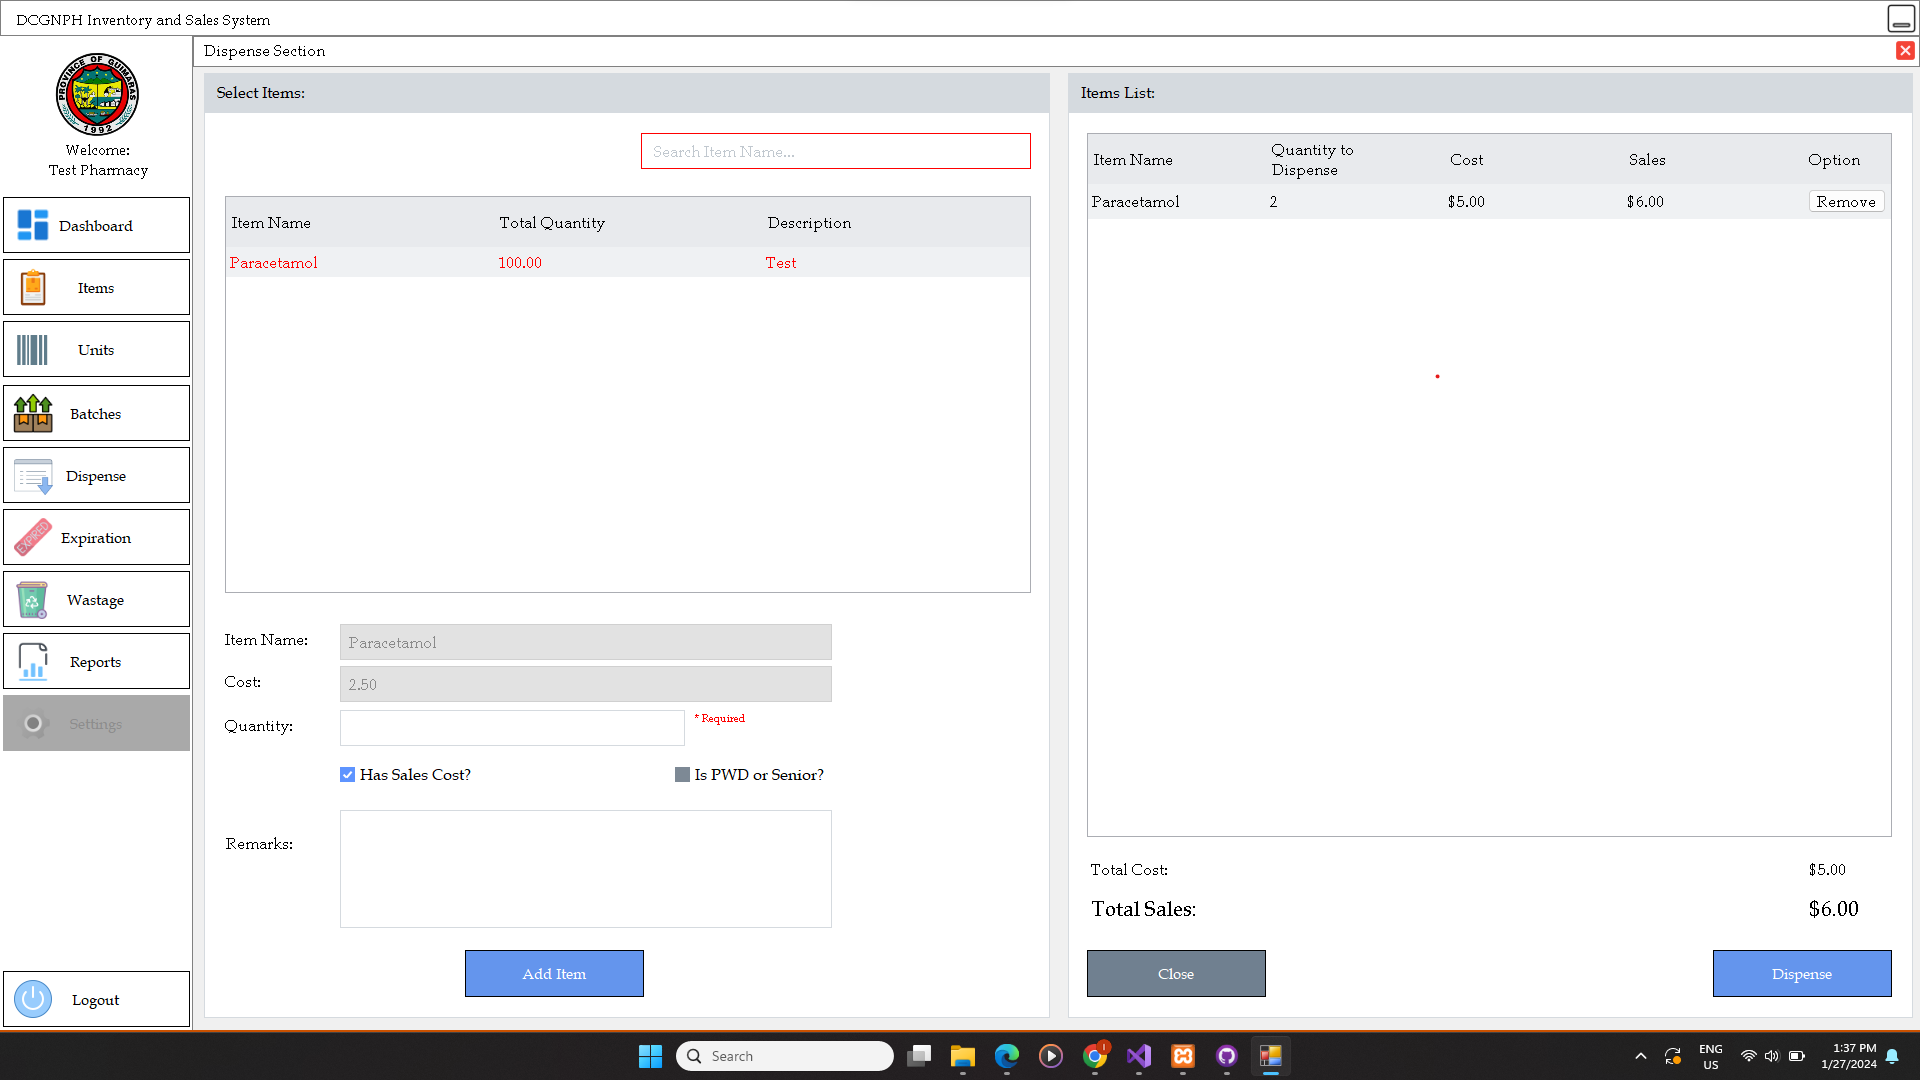 DCGNPH Inventory and Sales System
PROVINCE OF GUIMARAS
1992
Welcome:
Test Pharmacy
Dashboard
Items
Units
Batches
Dispense
EXPIRED
Expiration
Wastage
Reports
Settings
Logout
Dispense Section
Select Items:
Search Item Name...
Item Name Total Quantity Description
Paracetamol 100.00 Test
Item Name: Paracetamol
Cost: 2.50
Quantity: * Required
Has Sales Cost? Is PWD or Senior?
Remarks:
Add Item
Items List:
Item Name Quantity to Dispense Cost Sales Option
Paracetamol 2 $5.00 $6.00 Remove
Total Cost: $5.00
Total Sales: $6.00
Close Dispense
Search
ENG
US
1:37 PM
1/27/2024